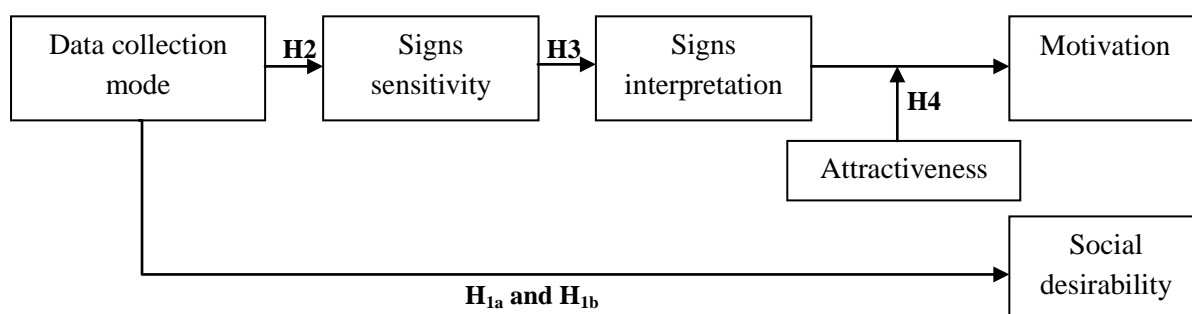 Data collection
mode
H2
Signs
sensitivity
H3
Signs
interpretation
Motivation
H4
Attractiveness
Social
desirability
H1a and H1b